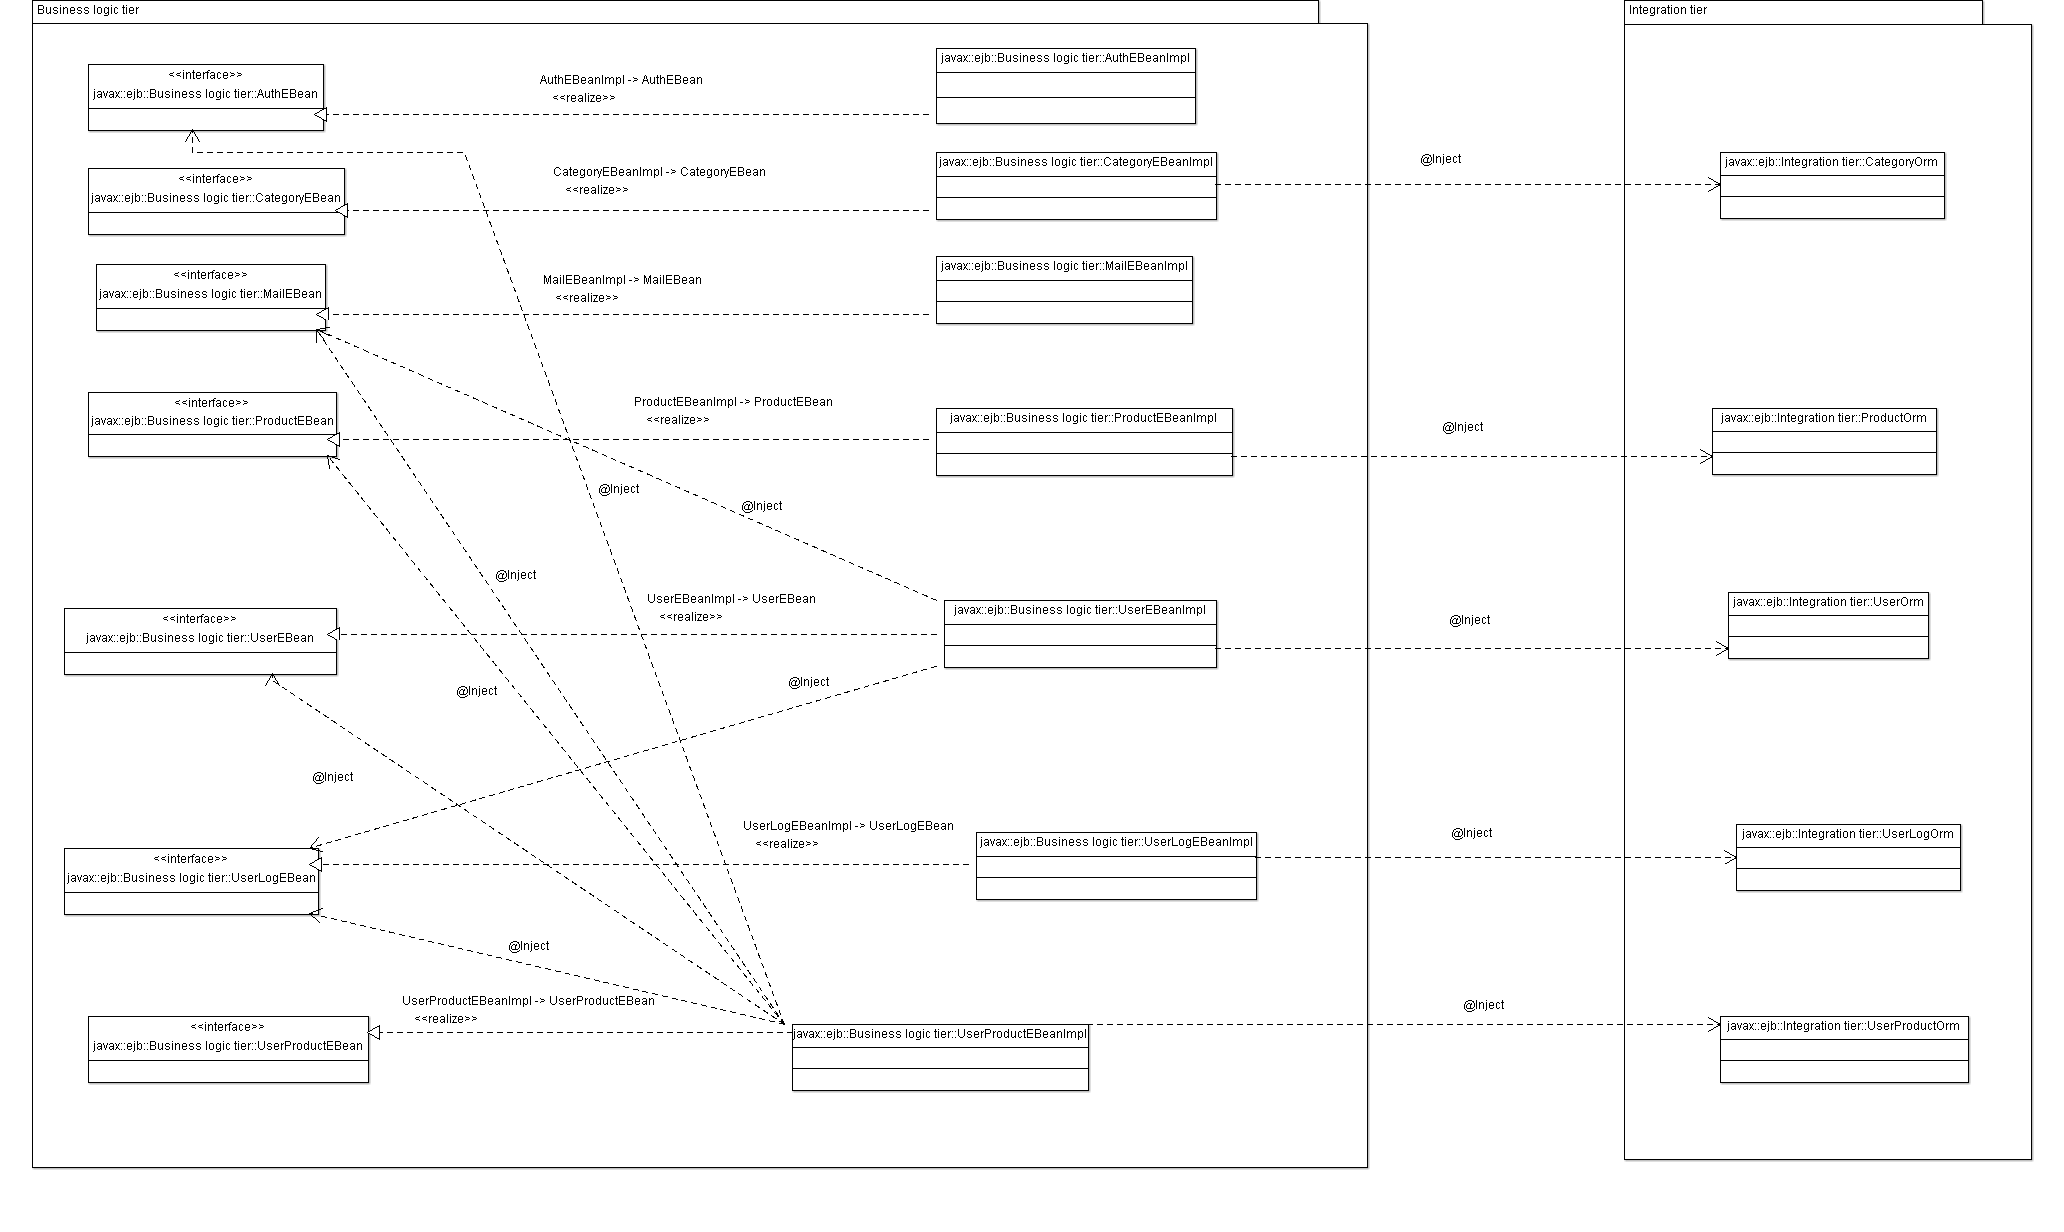 Business logic tier
Integration tier
<<interface>>
javax::ejb::Business logic tier::AuthEBean
AuthEBeanImpl -> AuthEBean
<<realize>>
javax::ejb::Business logic tier::AuthEBeanImpl
<<interface>>
javax::ejb::Business logic tier::CategoryEBean
CategoryEBeanImpl -> CategoryEBean
<<realize>>
javax::ejb::Business logic tier::CategoryEBeanImpl
@Inject
javax::ejb::Integration tier::CategoryOrm
<<interface>>
javax::ejb::Business logic tier::MailEBean
MailEBeanImpl -> MailEBean
<<realize>>
javax::ejb::Business logic tier::MailEBeanImpl
<<interface>>
javax::ejb::Business logic tier::ProductEBean
ProductEBeanImpl -> ProductEBean
<<realize>>
javax::ejb::Business logic tier::ProductEBeanImpl
@Inject
javax::ejb::Integration tier::ProductOrm
@Inject
@Inject
@Inject
<<interface>>
javax::ejb::Business logic tier::UserEBean
UserEBeanImpl -> UserEBean
<<realize>>
javax::ejb::Business logic tier::UserEBeanImpl
@Inject
javax::ejb::Integration tier::UserOrm
@Inject
@Inject
@Inject
<<interface>>
javax::ejb::Business logic tier::UserLogEBean
UserLogEBeanImpl -> UserLogEBean
<<realize>>
javax::ejb::Business logic tier::UserLogEBeanImpl
@Inject
javax::ejb::Integration tier::UserLogOrm
@Inject
<<interface>>
javax::ejb::Business logic tier::UserProductEBean
UserProductEBeanImpl -> UserProductEBean
<<realize>>
javax::ejb::Business logic tier::UserProductEBeanImpl
@Inject
javax::ejb::Integration tier::UserProductOrm